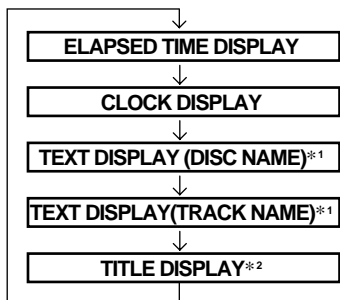 ELAPSED TIME DISPLAY
CLOCK DISPLAY
TEXT DISPLAY (DISC NAME)*1
TEXT DISPLAY(TRACK NAME)*1
TITLE DISPLAY*2